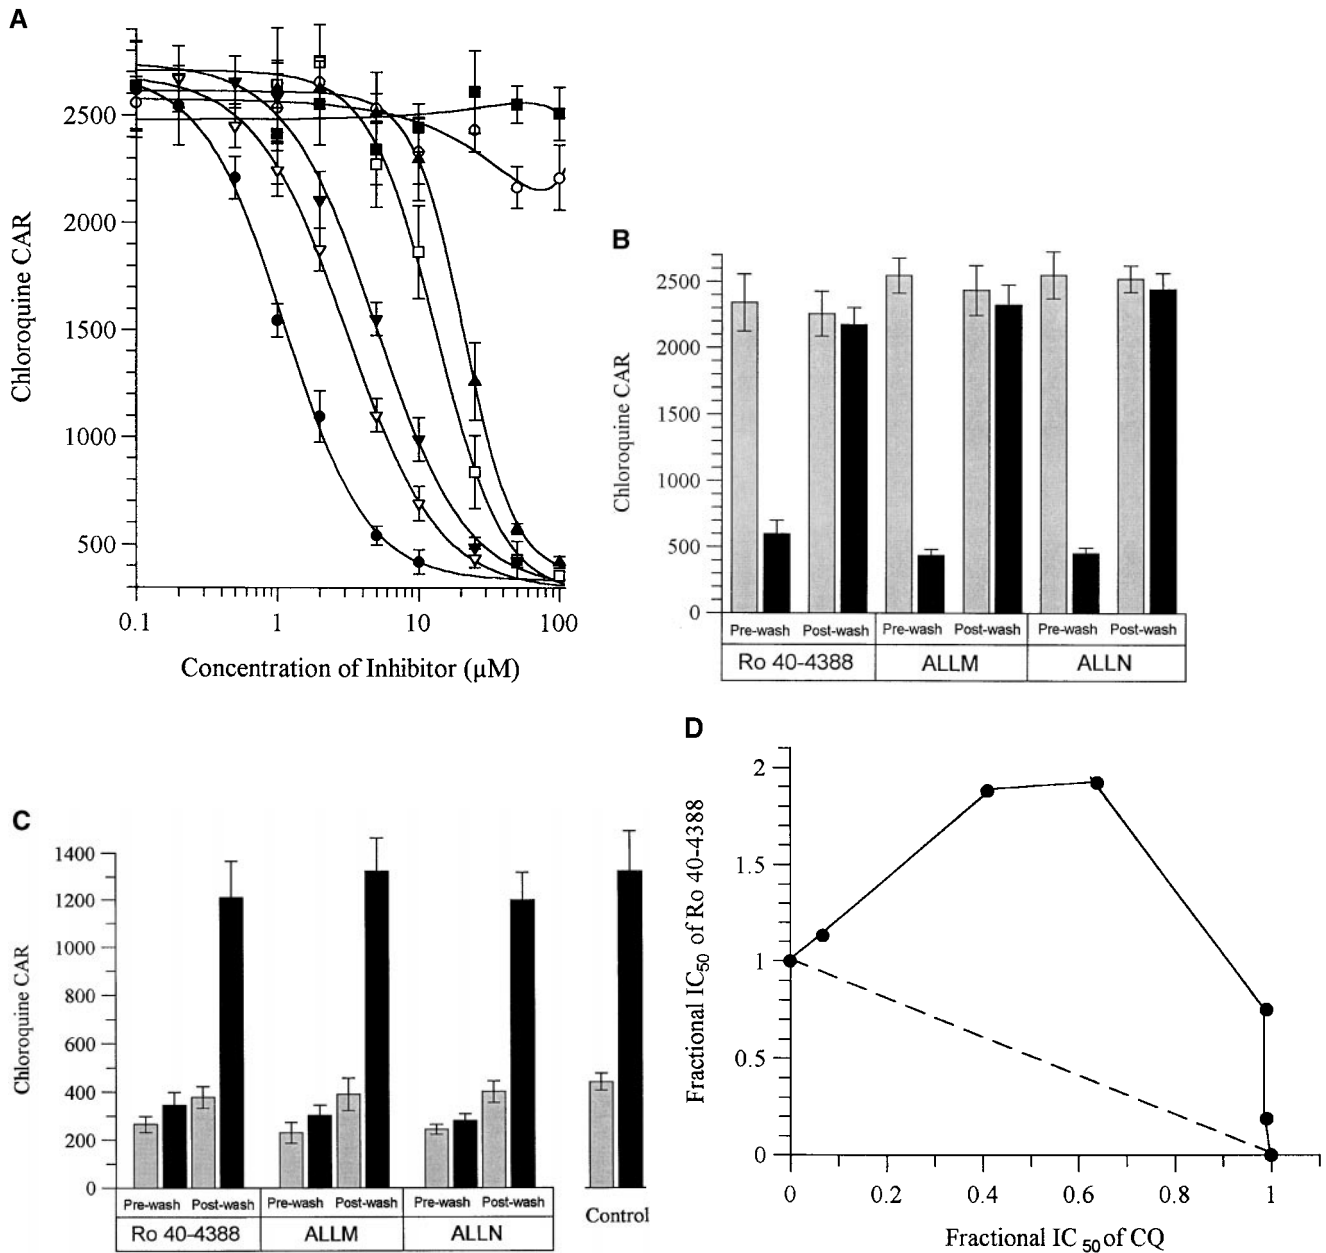 A
Chloroquine CAR
2500
2000
1500
1000
500
0.1
1
10
100
Concentration of Inhibitor (µM)
B
Chloroquine CAR
2500
2000
1500
1000
500
0
Pre-wash Post-wash Pre-wash Post-wash Pre-wash Post-wash
Ro 40-4388 ALLM ALLN
C
Chloroquine CAR
1400
1200
1000
800
600
400
200
0
Pre-wash Post-wash Pre-wash Post-wash Pre-wash Post-wash
Ro 40-4388 ALLM ALLN
Control
D
Fractional IC50 of Ro 40-4388
2
1.5
1
0.5
0
0 0.2 0.4 0.6 0.8 1
Fractional IC 50 of CQ